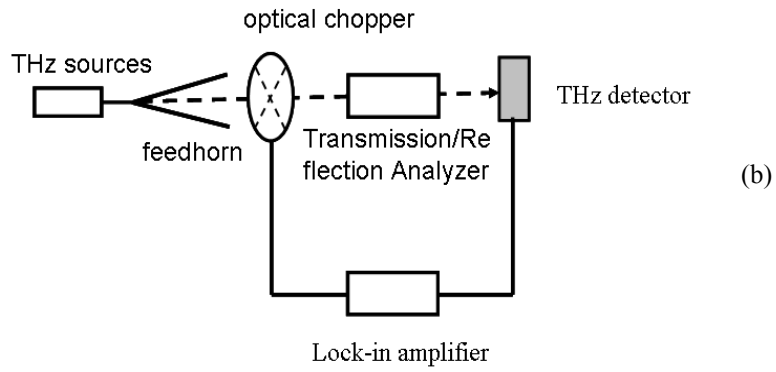 optical chopper
THz sources
THz detector
feedhorn
Transmission/Re
flection Analyzer
(b)
Lock-in amplifier